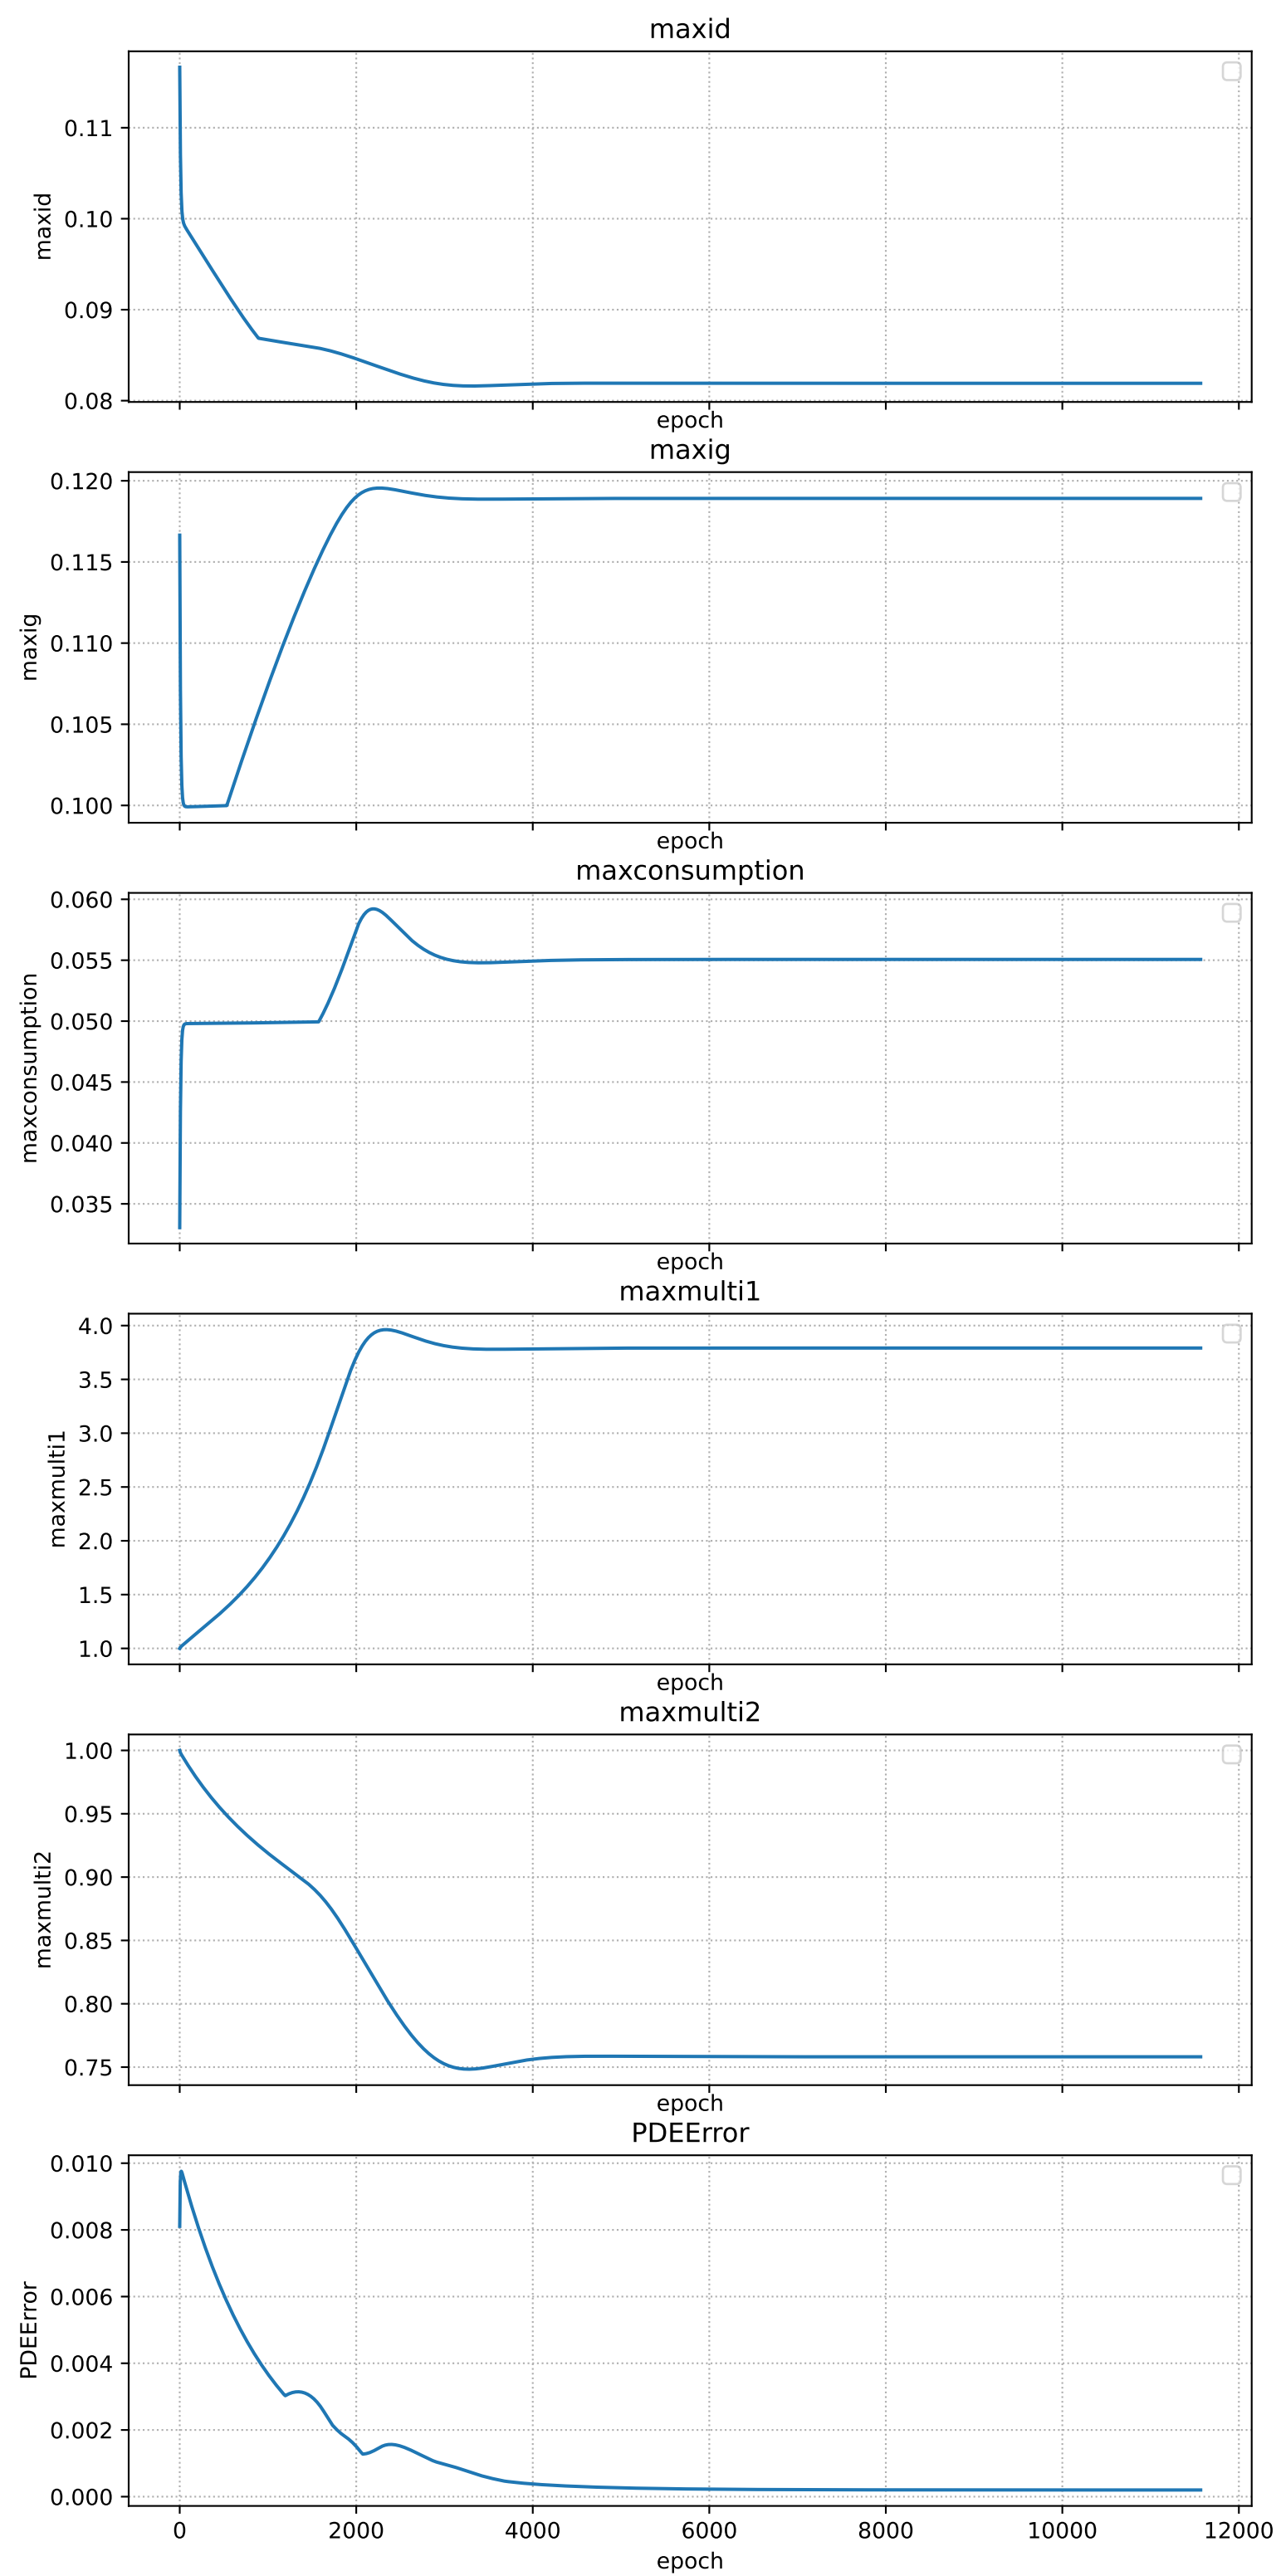 maxid
0.11
0.10
0.09
0.08
maxid
epoch
maxig
0.120
0.115
0.110
0.105
0.100
maxig
epoch
maxconsumption
0.060
0.055
0.050
0.045
0.040
0.035
maxconsumption
epoch
maxmulti1
4.0
3.5
3.0
2.5
2.0
1.5
1.0
maxmulti1
epoch
maxmulti2
1.00
0.95
0.90
0.85
0.80
0.75
maxmulti2
epoch
PDEError
0.010
0.008
0.006
0.004
0.002
0.000
PDEError
0 2000 4000 6000 8000 10000 12000
epoch